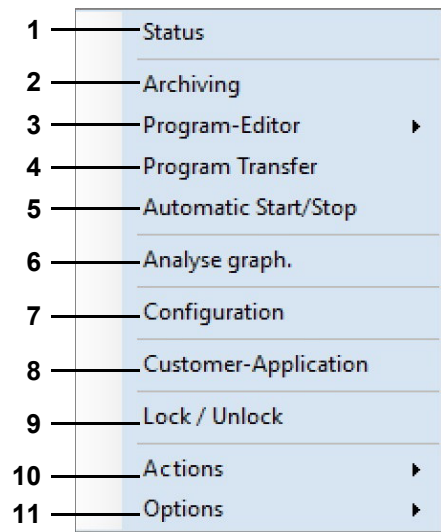 1 Status
2 Archiving
3 Program-Editor
4 Program Transfer
5 Automatic Start/Stop
6 Analyse graph.
7 Configuration
8 Customer-Application
9 Lock / Unlock
10 Actions
11 Options